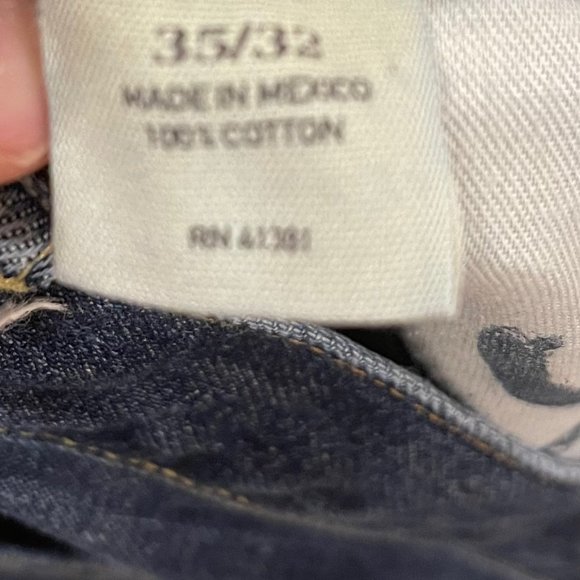 35/32
MADE IN MEXICO
100% COTTON
RN 41381